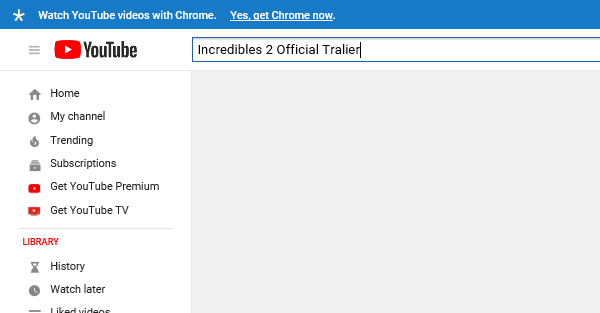 Watch YouTube videos with Chrome. Yes, get Chrome now.
YouTube
Incredibles 2 Official Tralier
Home
My channel
Trending
Subscriptions
Get YouTube Premium
Get YouTube TV
LIBRARY
History
Watch later
Liked videos